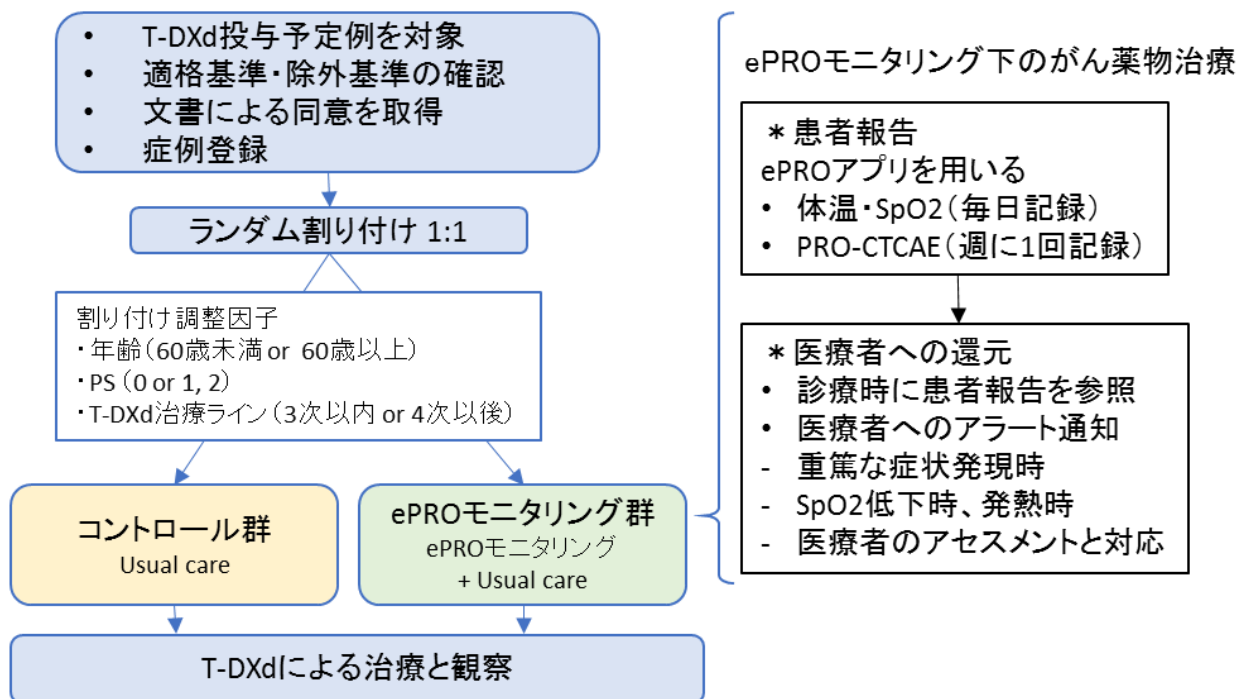 • T-DXd投与予定例を対象
• 適格基準・除外基準の確認
• 文書による同意を取得
• 症例登録
ランダム割り付け 1:1
割り付け調整因子
・年齢（60歳未満 or 60歳以上）
・PS（0 or 1, 2）
・T-DXd治療ライン（3次以内 or 4次以後）
コントロール群
Usual care
ePROモニタリング群
ePROモニタリング
+ Usual care
T-DXdによる治療と観察
ePROモニタリング下のがん薬物治療
＊患者報告
ePROアプリを用いる
• 体温・SpO2（毎日記録）
• PRO-CTCAE（週に1回記録）
＊医療者への還元
• 診療時に患者報告を参照
• 医療者へのアラート通知
- 重篤な症状発現時
- SpO2低下時、発熱時
- 医療者のアセスメントと対応